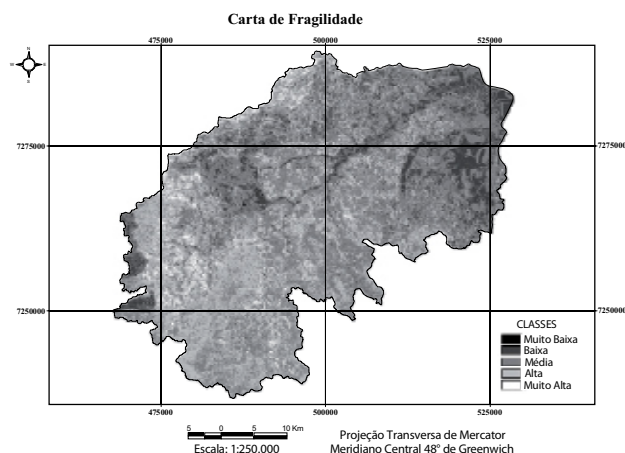 Carta de Fragilidade
475000 500000 525000
N
W E
S
7275000 7275000
7250000 7250000
CLASSES
Muito Baixa
Baixa
Média
Alta
Muito Alta
475000 500000 525000
5 0 5 10 Km
Escala: 1:250.000
Projeção Transversa de Mercator
Meridiano Central 48° de Greenwich